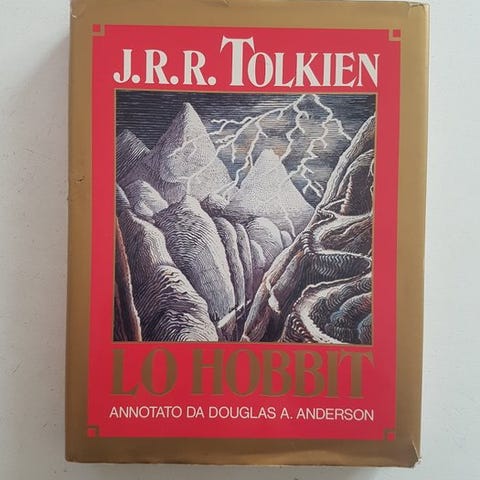 J.R.R. TOLKIEN
LO HOBBIT
ANNOTATO DA DOUGLAS A. ANDERSON